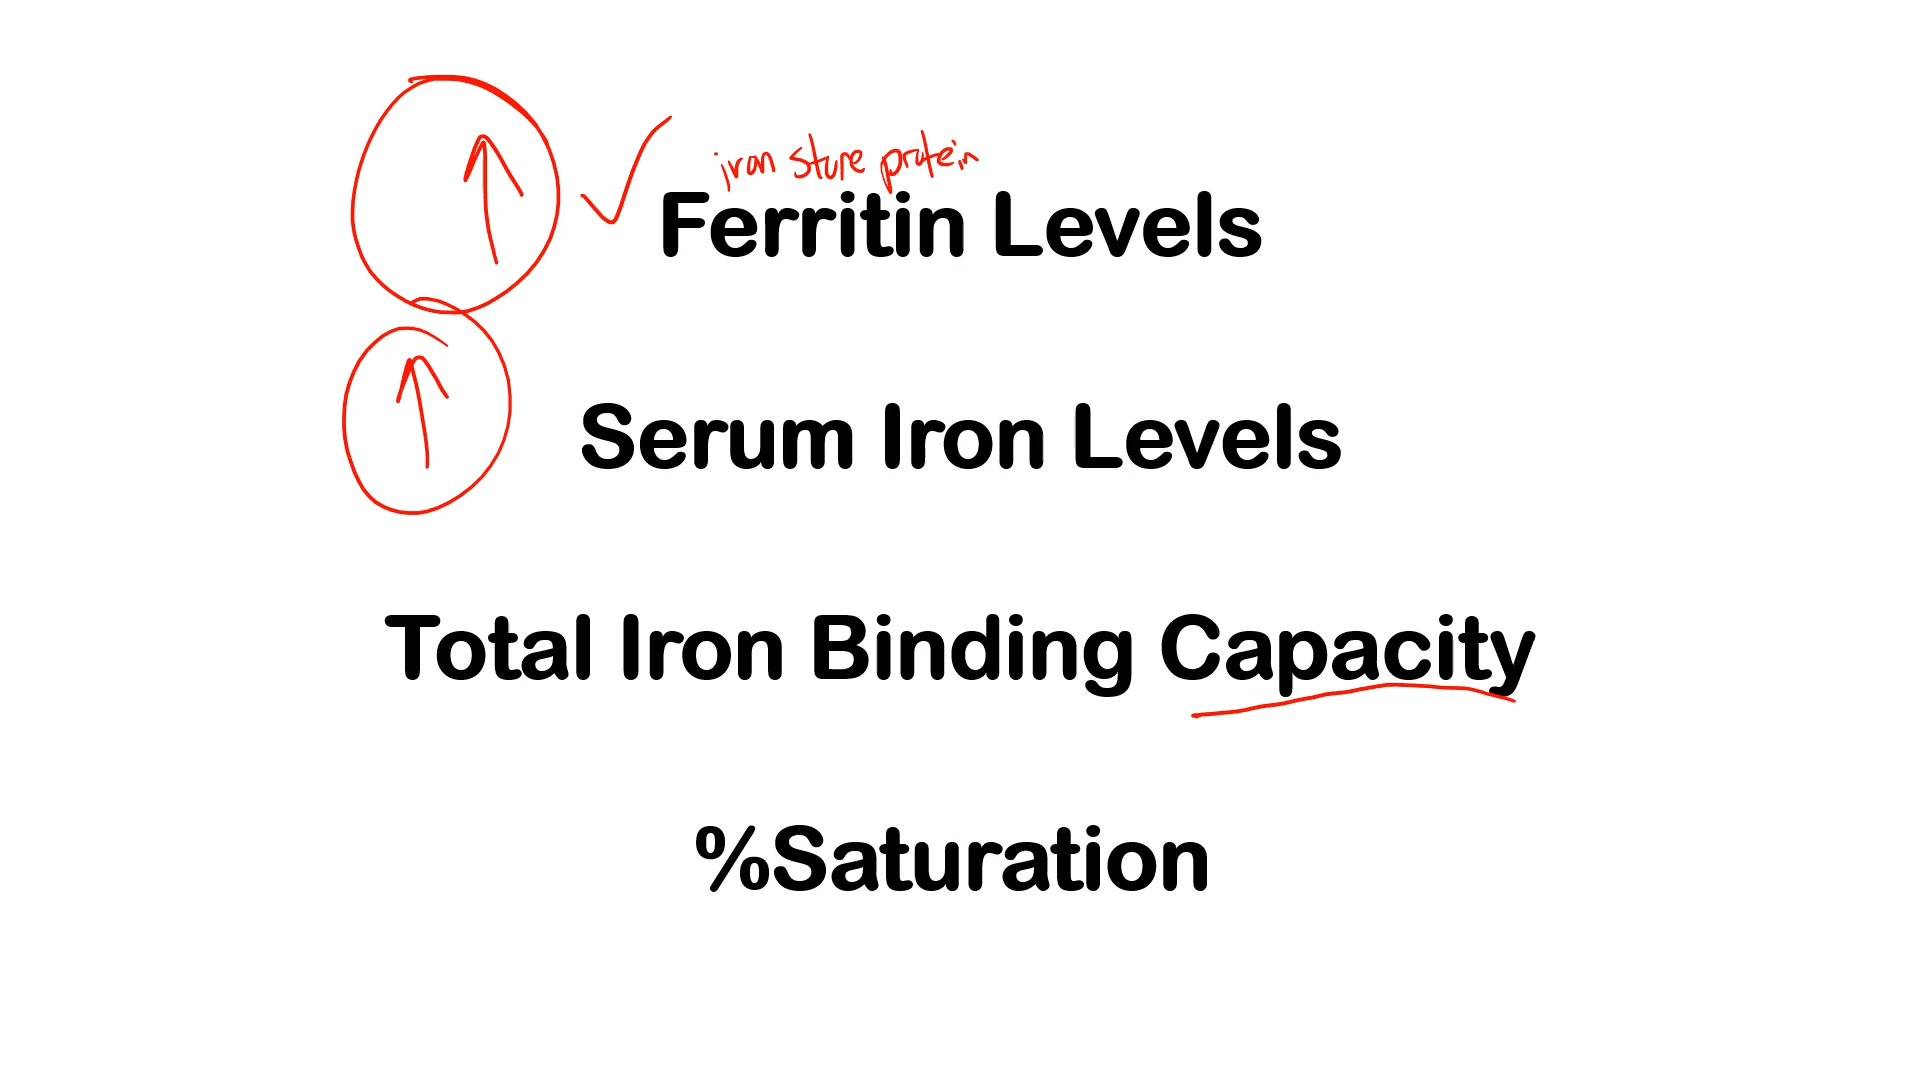 iron store protein
Ferritin Levels
Serum Iron Levels
Total Iron Binding Capacity
%Saturation